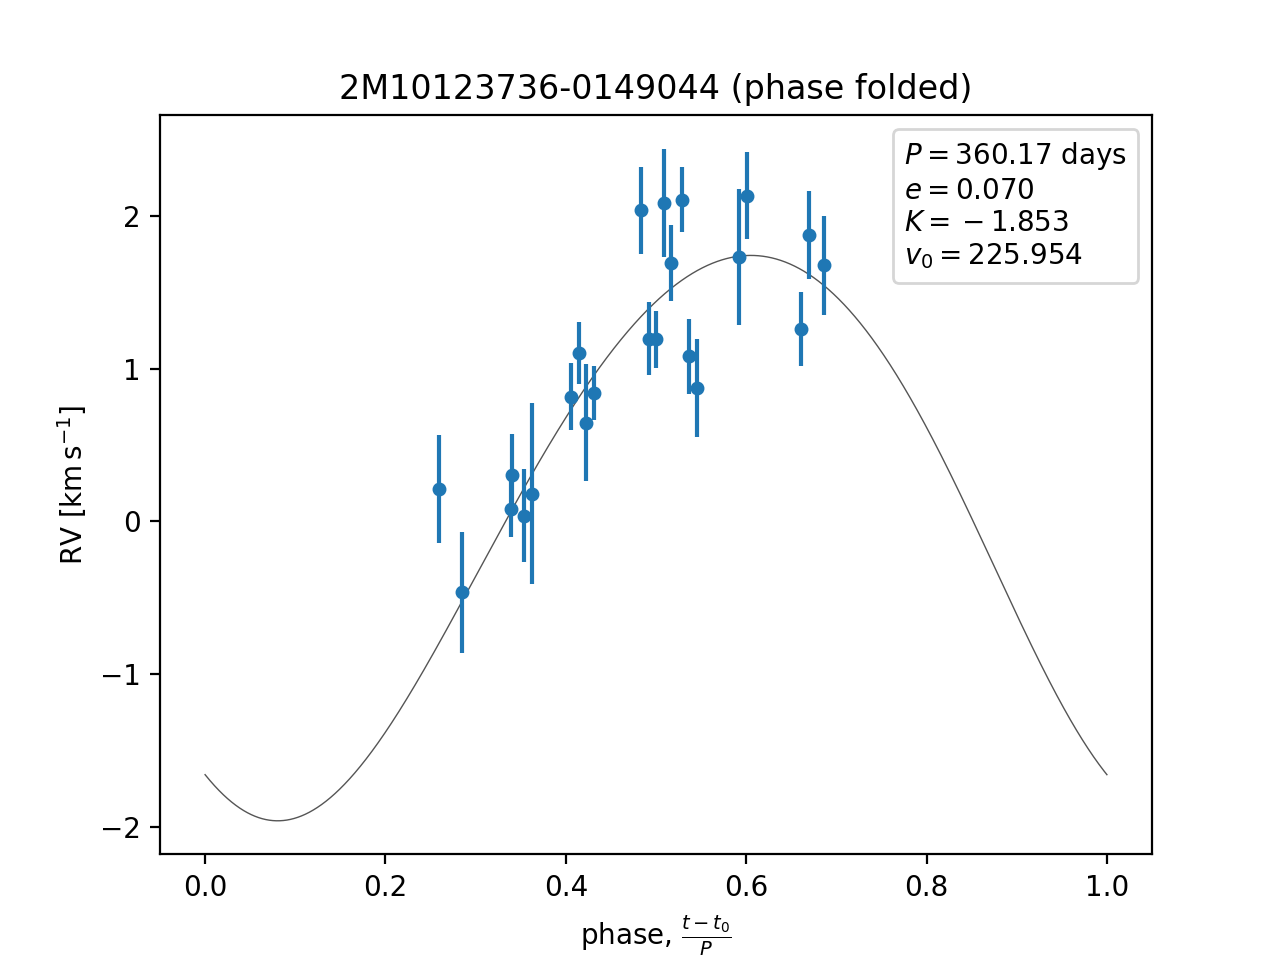 2M10123736-0149044 (phase folded)
P = 360.17 days
e = 0.070
K = −1.853
v₀ = 225.954
2
1
0
−1
−2
RV [km s⁻¹]
0.0 0.2 0.4 0.6 0.8 1.0
phase, (t − t₀)/P